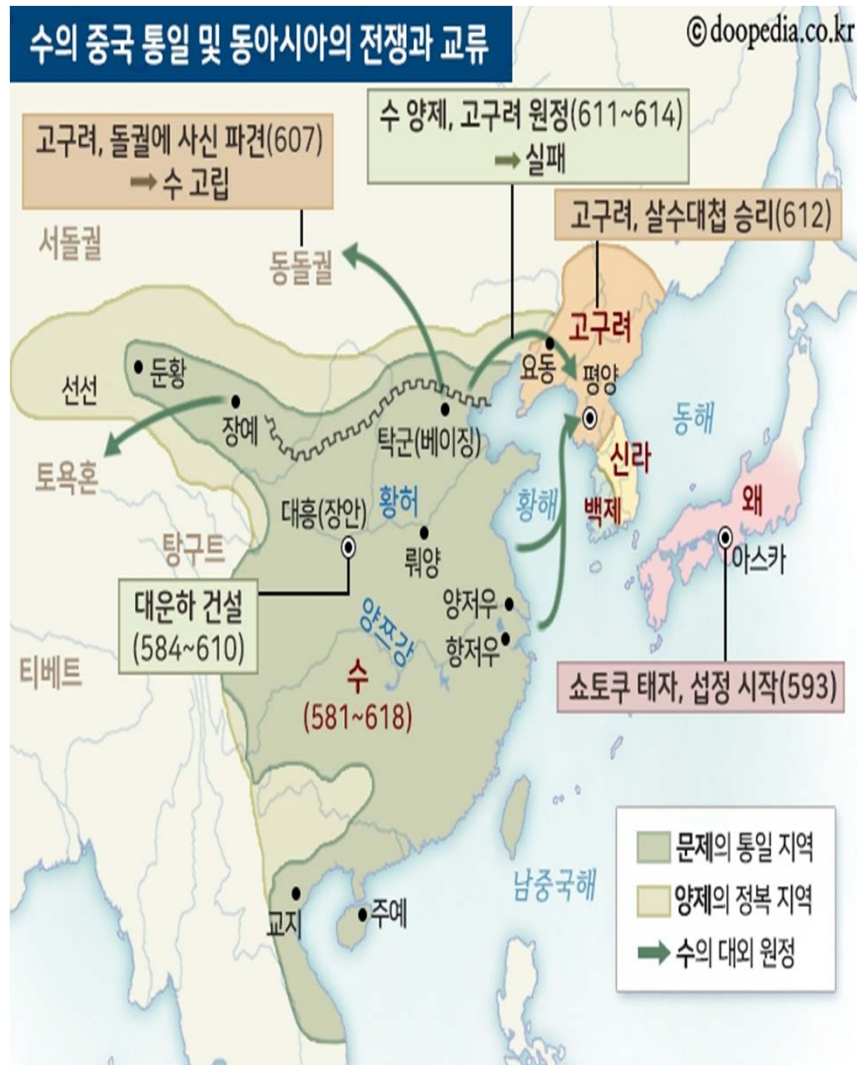 수의 중국 통일 및 동아시아의 전쟁과 교류
ⓒdoopedia.co.kr
고구려, 돌궐에 사신 파견(607)
➡ 수 고립
수 양제, 고구려 원정(611~614)
➡ 실패
고구려, 살수대첩 승리(612)
서돌궐
동돌궐
고구려
요동
평양
둔황
선선
장예
탁군(베이징)
동해
신라
토욕혼
황허
황해
백제
왜
대흥(장안)
뤄양
아스카
탕구트
대운하 건설
(584~610)
양쯔강
양저우
항저우
티베트
수
(581~618)
쇼토쿠 태자, 섭정 시작(593)
문제의 통일 지역
양제의 정복 지역
수의 대외 원정
남중국해
교지
주예